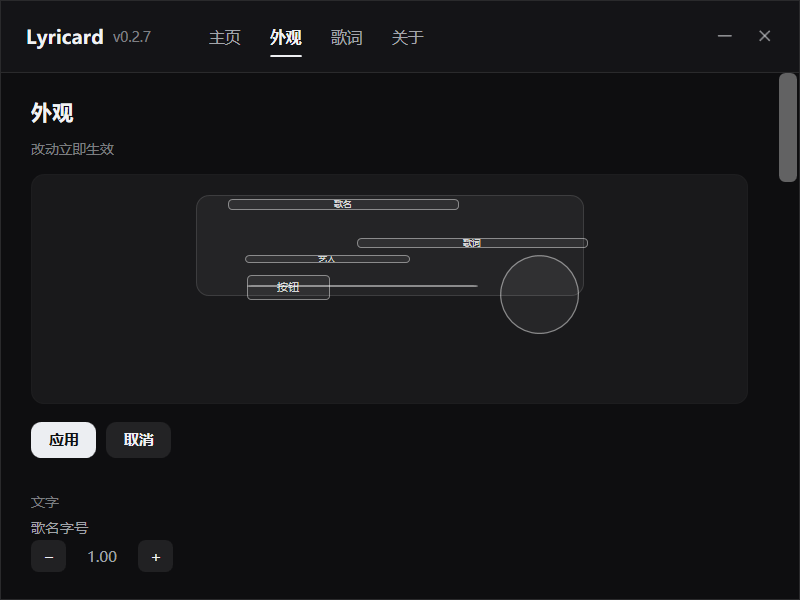 Lyricard v0.2.7 主页 外观 歌词 关于
外观
改动立即生效
歌名
歌词
艺人
按钮
应用 取消
文字
歌名字号
− 1.00 +